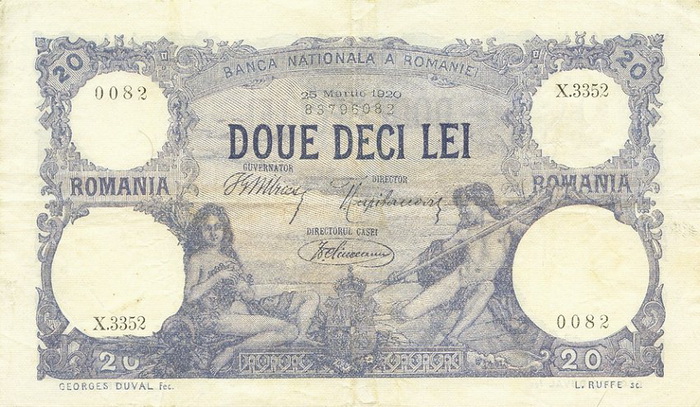 BANCA NATIONALA A ROMANIEI
20
20
0082
X.3352
25 Martie 1920
83796082
DOUE DECI LEI
GUVERNATOR
DIRECTOR
ROMANIA
ROMANIA
DIRECTORUL CASEI
X.3352
0082
20
20
GEORGES DUVAL fec.
L. RUFFE sc.